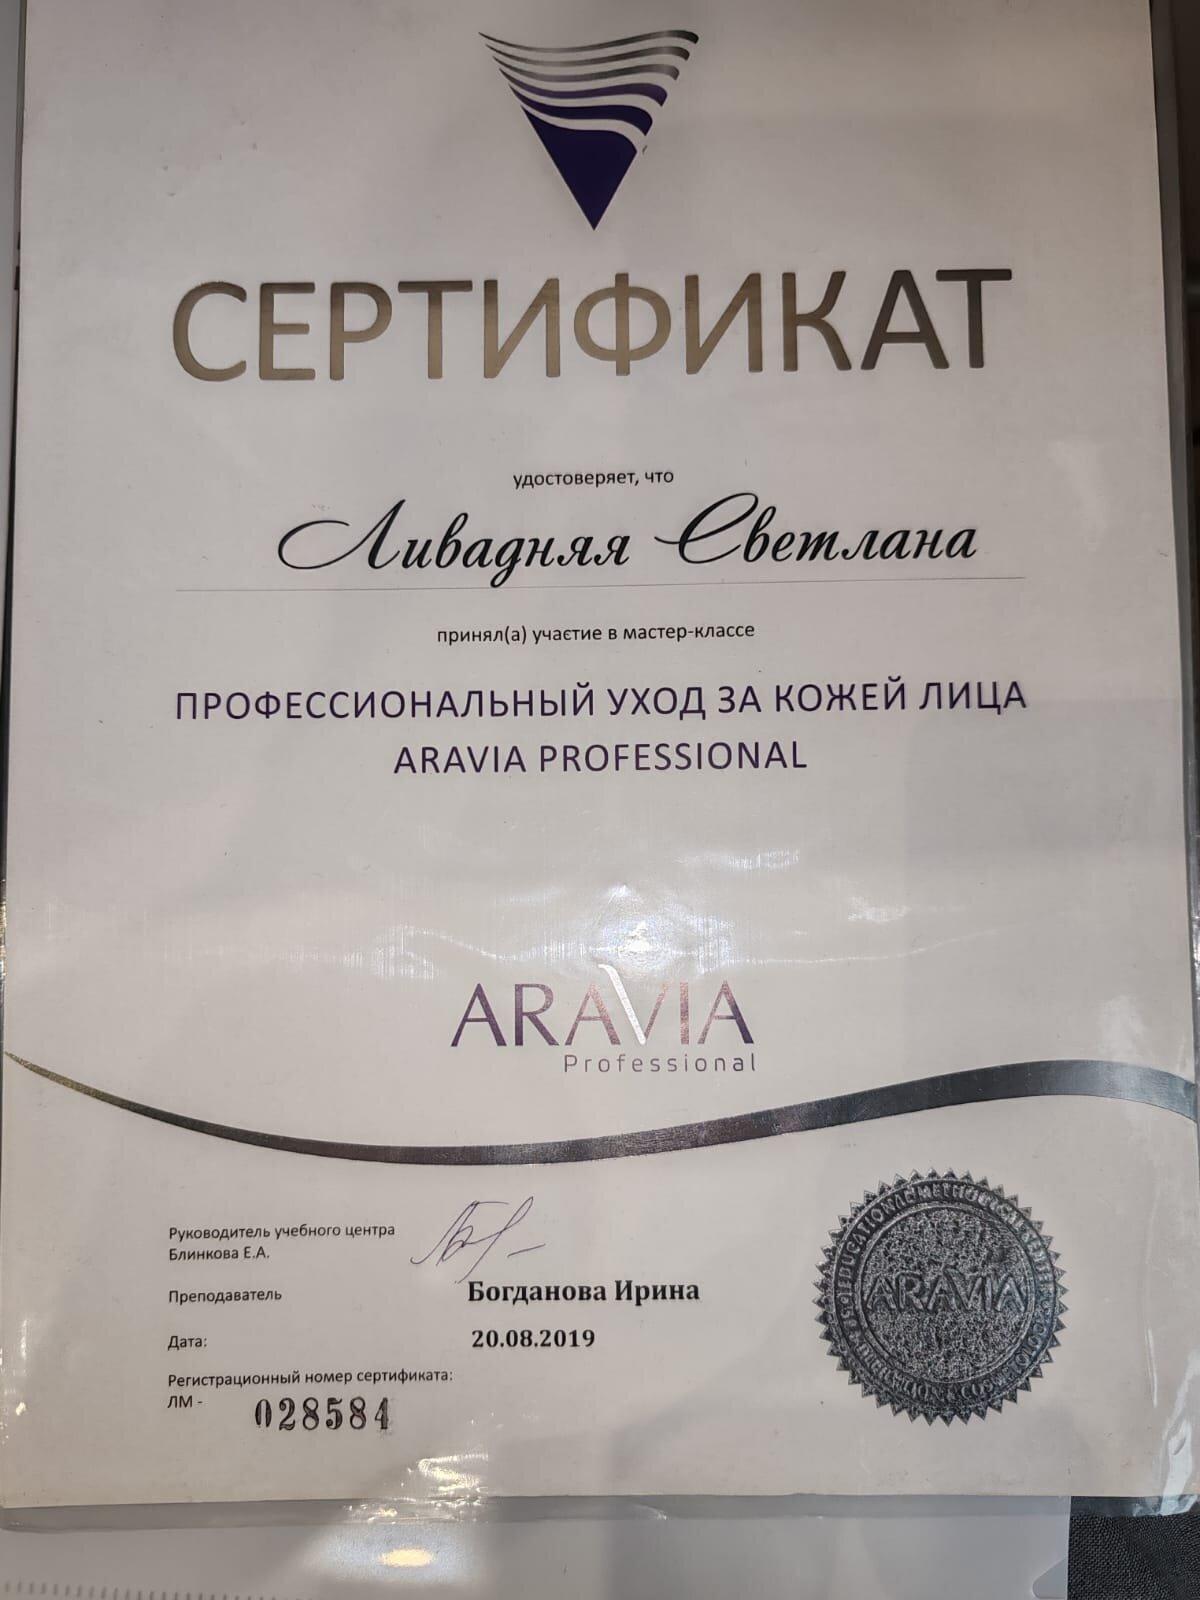 СЕРТИФИКАТ
удостоверяет, что
Ливадняя Светлана
принял(а) участие в мастер-классе
ПРОФЕССИОНАЛЬНЫЙ УХОД ЗА КОЖЕЙ ЛИЦА
ARAVIA PROFESSIONAL
ARAVIA
Professional
Руководитель учебного центра
Блинкова Е.А.
Преподаватель
Богданова Ирина
Дата:
20.08.2019
Регистрационный номер сертификата:
ЛМ -
028584
ARAVIA